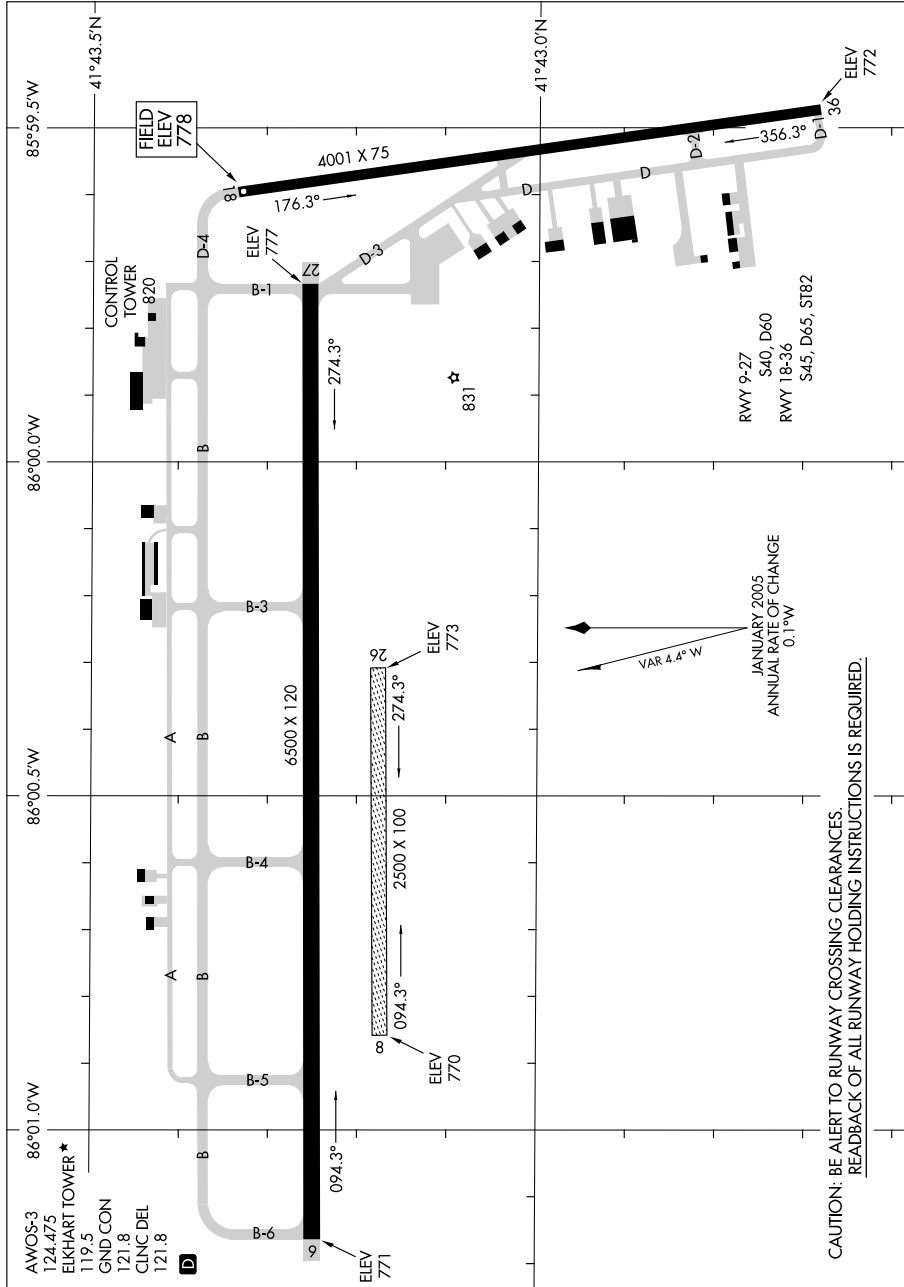 AWOS-3
124.475
ELKHART TOWER★
119.5
GND CON
121.8
CLNC DEL
121.8
D
86°01.0'W
86°00.5'W
86°00.0'W
85°59.5'W
41°43.5'N
41°43.0'N
CONTROL
TOWER
820
FIELD
ELEV
778
A
A
B
B
B
B
B-6
B-5
B-4
B-3
B-1
D-4
18
ELEV
777
9
27
6500 X 120
ELEV
771
094.3°
274.3°
176.3°
4001 X 75
D-3
D
D
D-2
D-1
356.3°
36
ELEV
772
8
26
ELEV
770
094.3°
2500 X 100
274.3°
ELEV
773
831
RWY 9-27
S40, D60
RWY 18-36
S45, D65, ST82
VAR 4.4° W
JANUARY 2005
ANNUAL RATE OF CHANGE
0.1°W
CAUTION: BE ALERT TO RUNWAY CROSSING CLEARANCES.
READBACK OF ALL RUNWAY HOLDING INSTRUCTIONS IS REQUIRED.